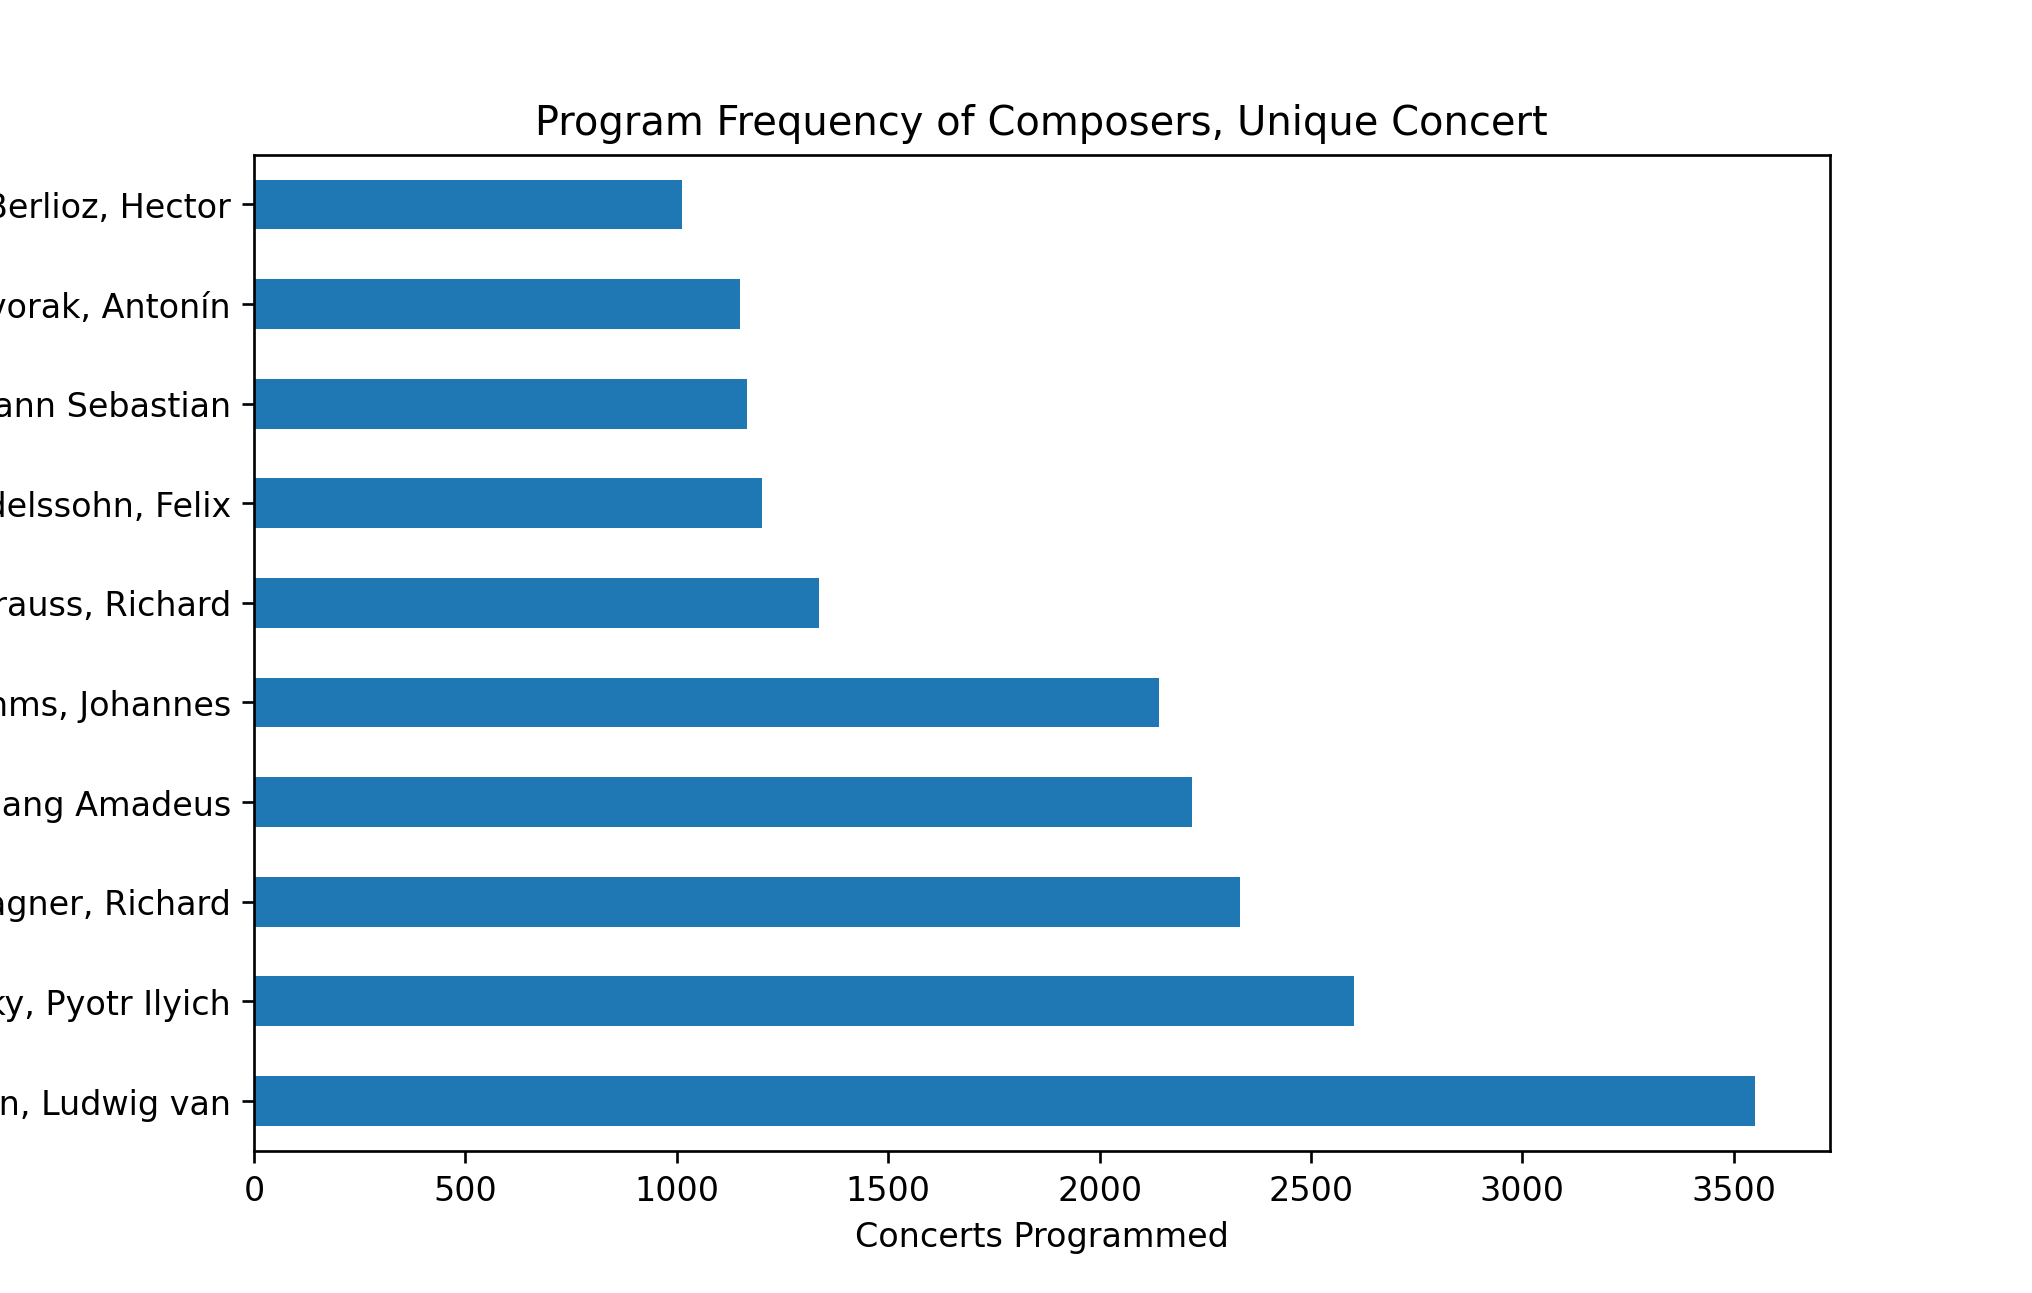 Program Frequency of Composers, Unique Concert
Berlioz, Hector
vorak, Antonín
ann Sebastian
delssohn, Felix
rauss, Richard
hms, Johannes
ang Amadeus
agner, Richard
ky, Pyotr Ilyich
n, Ludwig van
0 500 1000 1500 2000 2500 3000 3500
Concerts Programmed